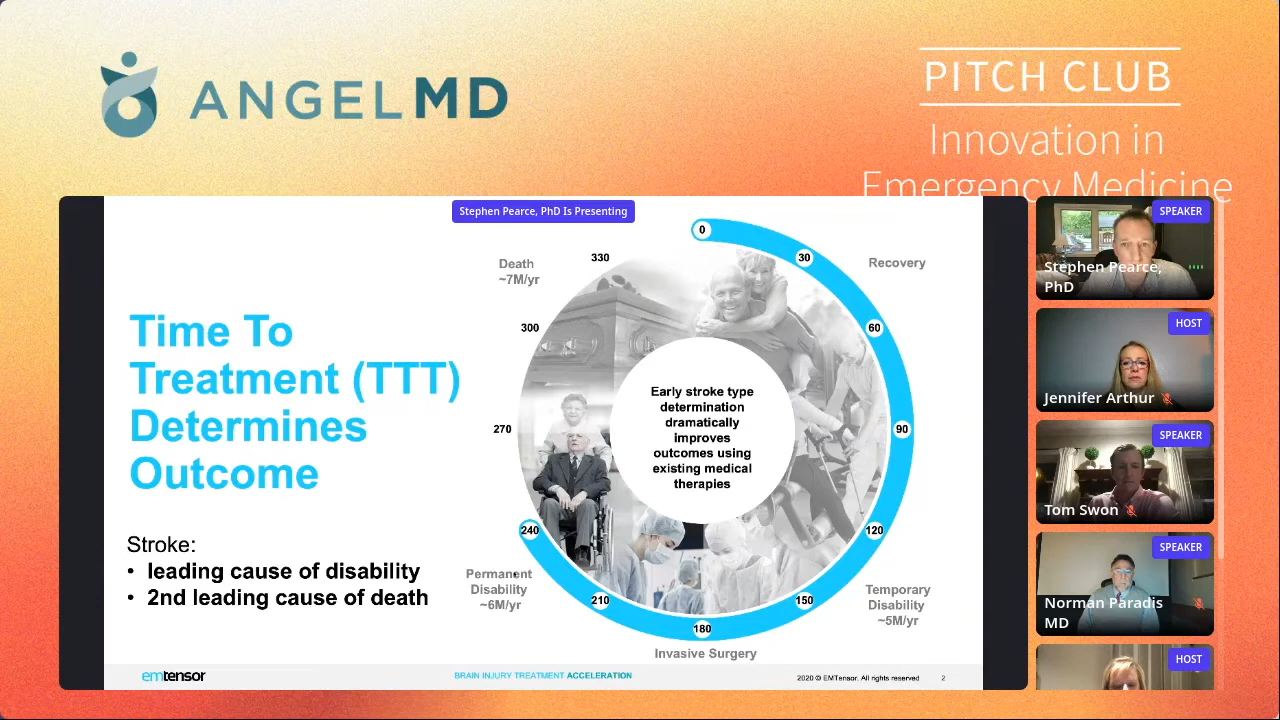 ANGELMD
PITCH CLUB
Innovation in
Emergency Medicine
Stephen Pearce, PhD Is Presenting
Time To
Treatment (TTT)
Determines
Outcome
Stroke:
• leading cause of disability
• 2nd leading cause of death
0
30
60
90
120
150
180
210
240
270
300
330
Recovery
Temporary
Disability
~5M/yr
Invasive Surgery
Permanent
Disability
~6M/yr
Death
~7M/yr
Early stroke type
determination
dramatically
improves
outcomes using
existing medical
therapies
emtensor
BRAIN INJURY TREATMENT ACCELERATION
2020 © EMTensor. All rights reserved
2
SPEAKER
Stephen Pearce,
PhD
HOST
Jennifer Arthur
SPEAKER
Tom Swon
SPEAKER
Norman Paradis
MD
HOST